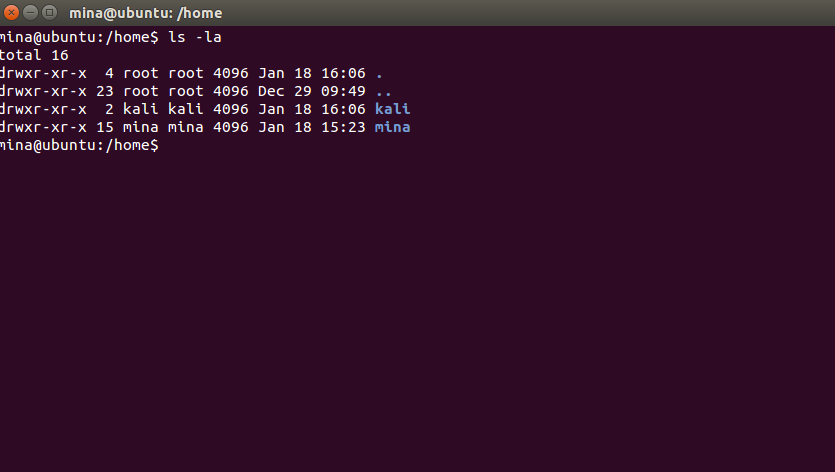 mina@ubuntu: /home
mina@ubuntu:/home$ ls -la
total 16
drwxr-xr-x  4 root root 4096 Jan 18 16:06 .
drwxr-xr-x 23 root root 4096 Dec 29 09:49 ..
drwxr-xr-x  2 kali kali 4096 Jan 18 16:06 kali
drwxr-xr-x 15 mina mina 4096 Jan 18 15:23 mina
mina@ubuntu:/home$